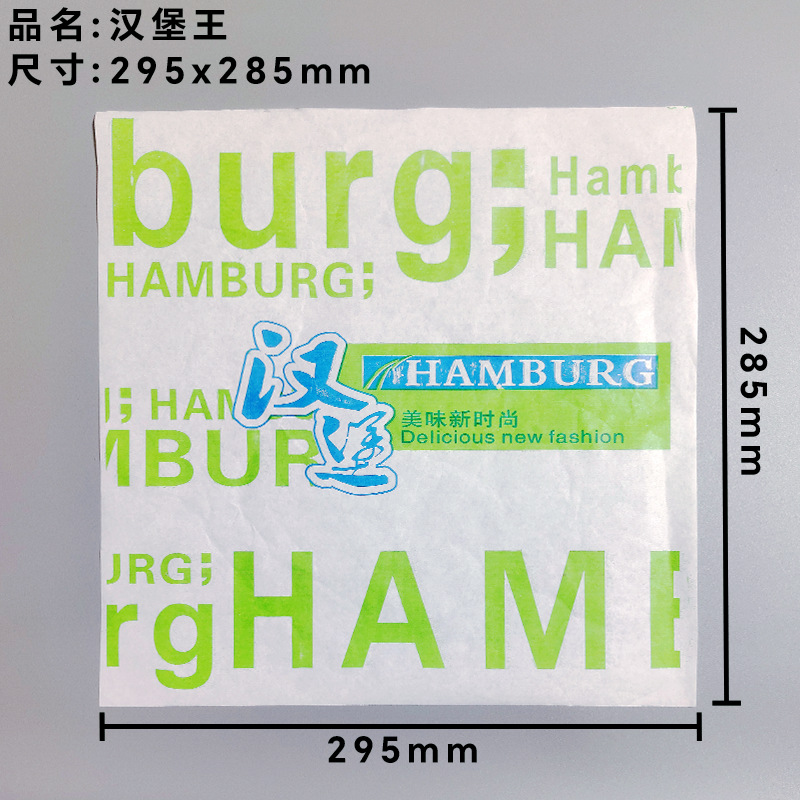 品名:汉堡王
尺寸:295x285mm
burg;
Hamb
HAM
HAMBURG;
汉堡
HAMBURG
美味新时尚
Delicious new fashion
; HAM
MBUR
URG;
rgHAME
285mm
295mm